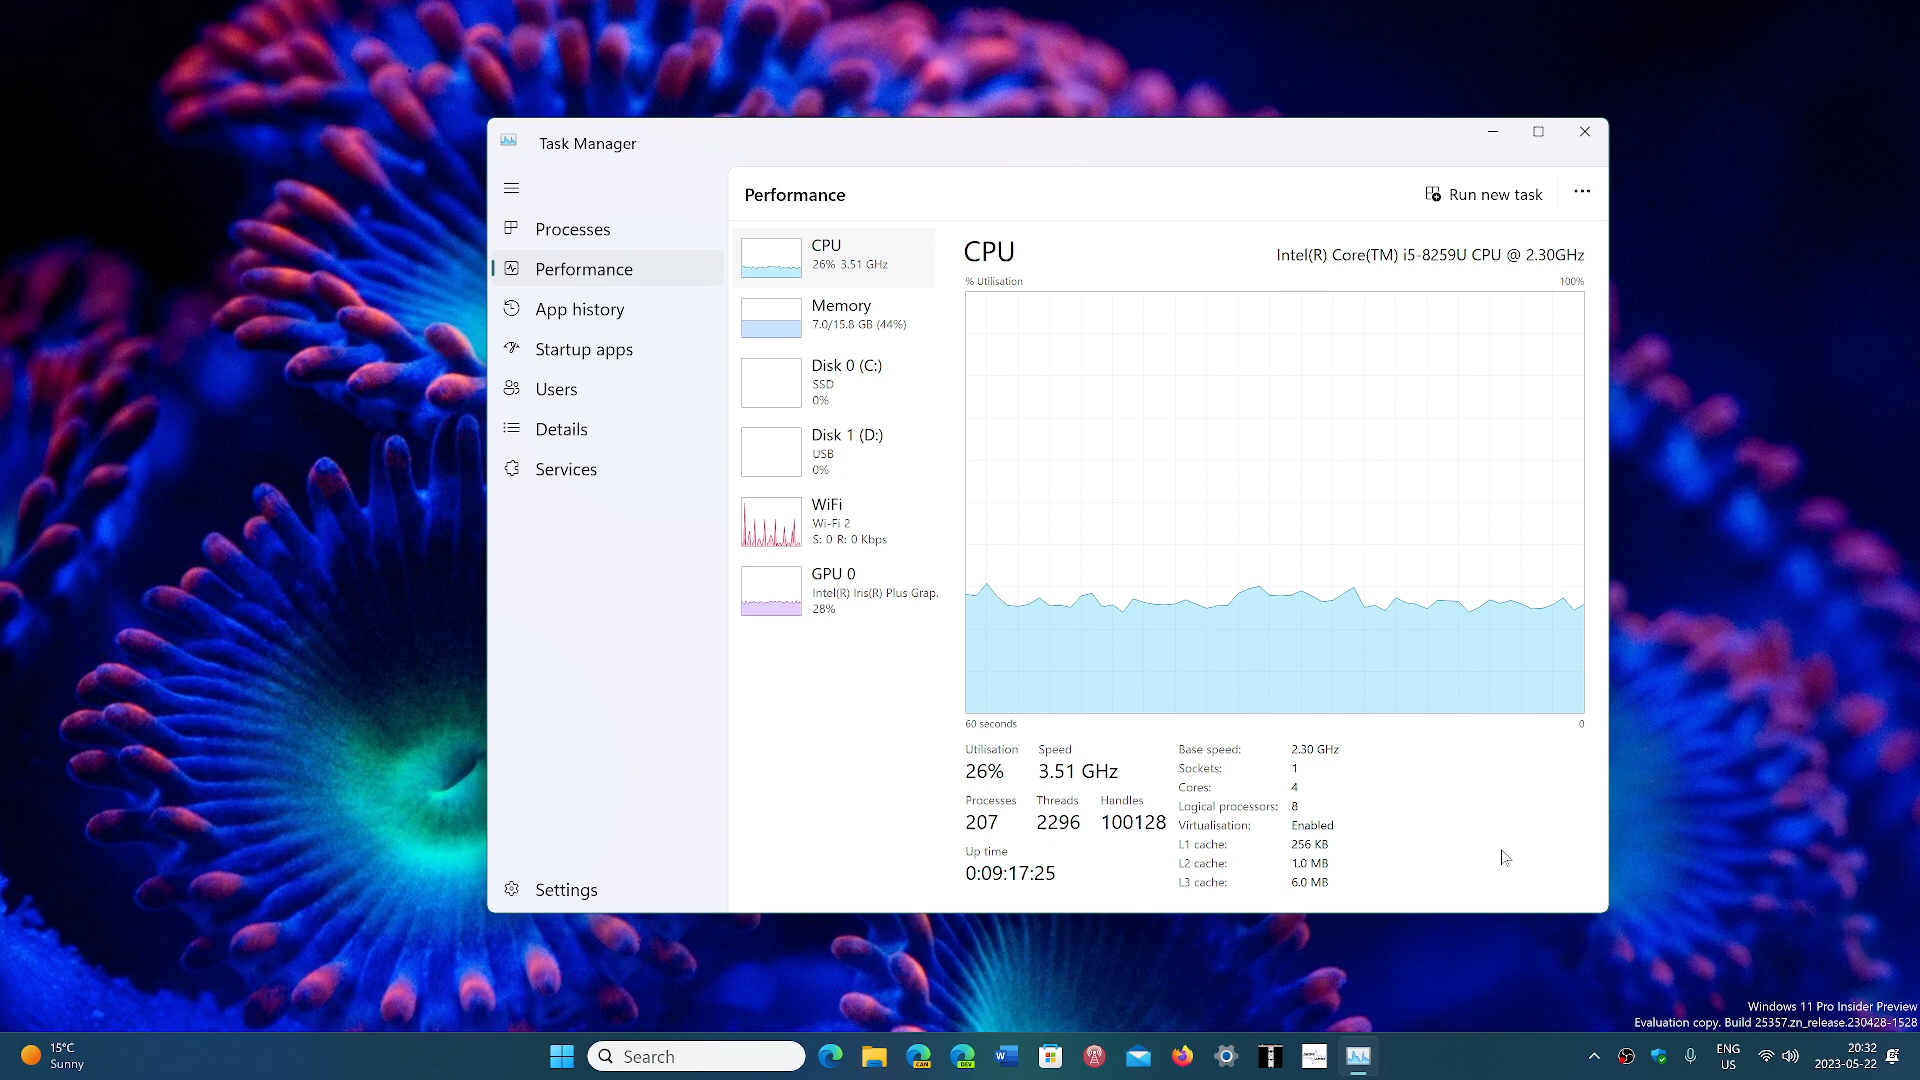 Task Manager
Processes
Performance
App history
Startup apps
Users
Details
Services
Settings
Performance
Run new task
CPU
26% 3.51 GHz
Memory
7.0/15.8 GB (44%)
Disk 0 (C:)
SSD
0%
Disk 1 (D:)
USB
0%
WiFi
Wi-Fi 2
S: 0 R: 0 Kbps
GPU 0
Intel(R) Iris(R) Plus Grap.
28%
CPU
Intel(R) Core(TM) i5-8259U CPU @ 2.30GHz
% Utilisation 100%
60 seconds 0
Utilisation Speed
26% 3.51 GHz
Processes Threads Handles
207 2296 100128
Up time
0:09:17:25
Base speed: 2.30 GHz
Sockets: 1
Cores: 4
Logical processors: 8
Virtualisation: Enabled
L1 cache: 256 KB
L2 cache: 1.0 MB
L3 cache: 6.0 MB
Windows 11 Pro Insider Preview
Evaluation copy. Build 25357.zn_release.230428-1528
15°C
Sunny
Search
CAN
DEV
W
ENG
US
20:32
2023-05-22